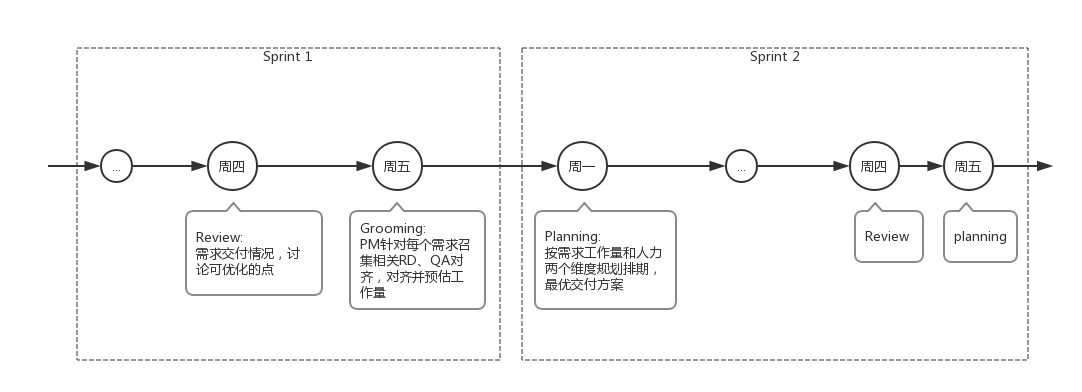 Sprint 1
Sprint 2
...
周四
周五
周一
...
周四
周五
Review:
需求交付情况，讨
论可优化的点
Grooming:
PM针对每个需求召
集相关RD、QA对
齐，对齐并预估工
作量
Planning:
按需求工作量和人力
两个维度规划排期，
最优交付方案
Review
planning